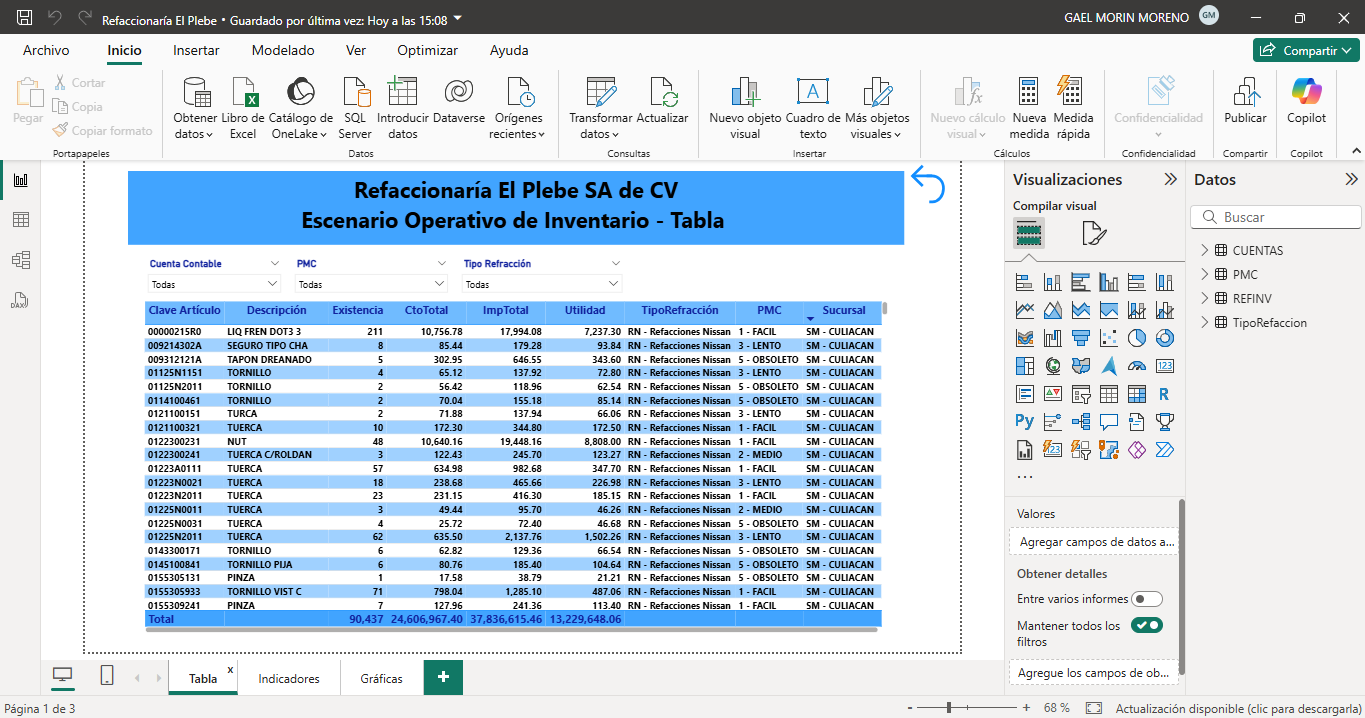 Refaccionaría El Plebe • Guardado por última vez: Hoy a las 15:08
GAEL MORIN MORENO GM
Archivo Inicio Insertar Modelado Ver Optimizar Ayuda
Compartir
Pegar
Cortar
Copia
Copiar formato
Portapapeles
Obtener datos
Libro de Excel
Catálogo de OneLake
SQL Server
Introducir datos
Dataverse
Orígenes recientes
Datos
Transformar datos
Actualizar
Consultas
Nuevo objeto visual
Cuadro de texto
Más objetos visuales
Insertar
Nuevo cálculo visual
Nueva medida
Medida rápida
Cálculos
Confidencialidad
Confidencialidad
Publicar
Compartir
Copilot
Copilot
Refaccionaría El Plebe SA de CV
Escenario Operativo de Inventario - Tabla
Cuenta Contable PMC Tipo Refracción
Todas Todas Todas
Clave Artículo Descripción Existencia CtoTotal ImpTotal Utilidad TipoRefracción PMC Sucursal
00000215R0 LIQ FREN DOT3 3 211 10,756.78 17,994.08 7,237.30 RN - Refacciones Nissan 1 - FACIL SM - CULIACAN
009214302A SEGURO TIPO CHA 8 85.44 179.28 93.84 RN - Refacciones Nissan 3 - LENTO SM - CULIACAN
009312121A TAPON DREANADO 5 302.95 646.55 343.60 RN - Refacciones Nissan 5 - OBSOLETO SM - CULIACAN
01125N1151 TORNILLO 4 65.12 137.92 72.80 RN - Refacciones Nissan 3 - LENTO SM - CULIACAN
01125N2011 TORNILLO 2 56.42 118.96 62.54 RN - Refacciones Nissan 5 - OBSOLETO SM - CULIACAN
0114100461 TORNILLO 2 70.04 155.18 85.14 RN - Refacciones Nissan 5 - OBSOLETO SM - CULIACAN
0121100151 TURCA 2 71.88 137.94 66.06 RN - Refacciones Nissan 3 - LENTO SM - CULIACAN
0121100321 TUERCA 10 172.30 344.80 172.50 RN - Refacciones Nissan 1 - FACIL SM - CULIACAN
0122300231 NUT 48 10,640.16 19,448.16 8,808.00 RN - Refacciones Nissan 1 - FACIL SM - CULIACAN
0122300241 TUERCA C/ROLDAN 3 122.43 245.70 123.27 RN - Refacciones Nissan 2 - MEDIO SM - CULIACAN
01223A0111 TUERCA 57 634.98 982.68 347.70 RN - Refacciones Nissan 1 - FACIL SM - CULIACAN
01223N0021 TUERCA 18 238.68 465.66 226.98 RN - Refacciones Nissan 3 - LENTO SM - CULIACAN
01223N2011 TUERCA 23 231.15 416.30 185.15 RN - Refacciones Nissan 1 - FACIL SM - CULIACAN
01225N0011 TUERCA 3 49.44 95.70 46.26 RN - Refacciones Nissan 2 - MEDIO SM - CULIACAN
01225N0031 TUERCA 4 25.72 72.40 46.68 RN - Refacciones Nissan 5 - OBSOLETO SM - CULIACAN
01225N2011 TUERCA 62 635.50 2,137.76 1,502.26 RN - Refacciones Nissan 3 - LENTO SM - CULIACAN
0143300171 TORNILLO 6 62.82 129.36 66.54 RN - Refacciones Nissan 5 - OBSOLETO SM - CULIACAN
0145100841 TORNILLO PIJA 6 80.76 185.40 104.64 RN - Refacciones Nissan 5 - OBSOLETO SM - CULIACAN
0155305131 PINZA 1 17.58 38.79 21.21 RN - Refacciones Nissan 5 - OBSOLETO SM - CULIACAN
0155305933 TORNILLO VIST C 71 798.04 1,285.10 487.06 RN - Refacciones Nissan 1 - FACIL SM - CULIACAN
0155309241 PINZA 7 127.96 241.36 113.40 RN - Refacciones Nissan 1 - FACIL SM - CULIACAN
Total 90,437 24,606,967.40 37,836,615.46 13,229,648.06
Visualizaciones
Compilar visual
Valores
Agregar campos de datos a...
Obtener detalles
Entre varios informes
Mantener todos los
filtros
Agregue los campos de ob...
Datos
Buscar
CUENTAS
PMC
REFINV
TipoRefaccion
Tabla x Indicadores Gráficas +
Página 1 de 3
- + 68 % Actualización disponible (clic para descargarla)